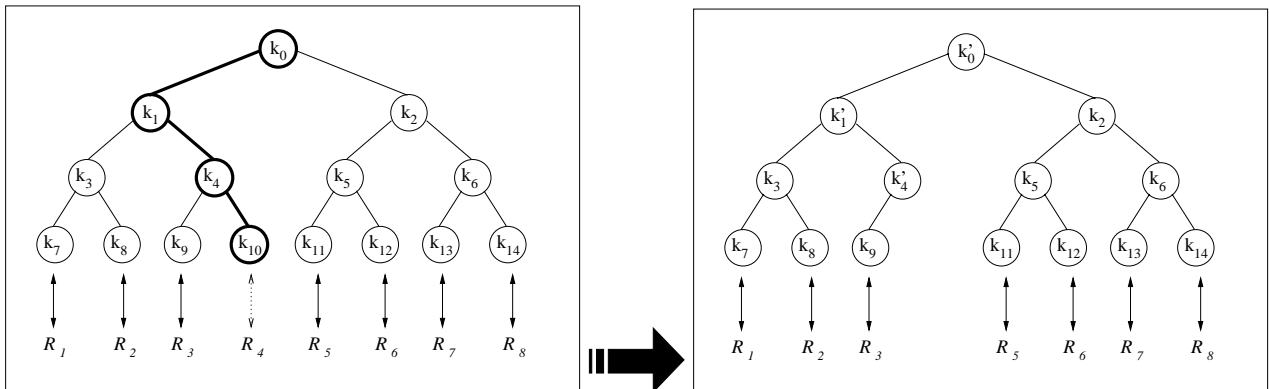 k₀ k'₀
k₁ k₂ k'₁ k₂
k₃ k₄ k₅ k₆ k₃ k'₄ k₅ k₆
k₇ k₈ k₉ k₁₀ k₁₁ k₁₂ k₁₃ k₁₄ k₇ k₈ k₉ k₁₁ k₁₂ k₁₃ k₁₄
R₁ R₂ R₃ R₄ R₅ R₆ R₇ R₈ R₁ R₂ R₃ R₅ R₆ R₇ R₈